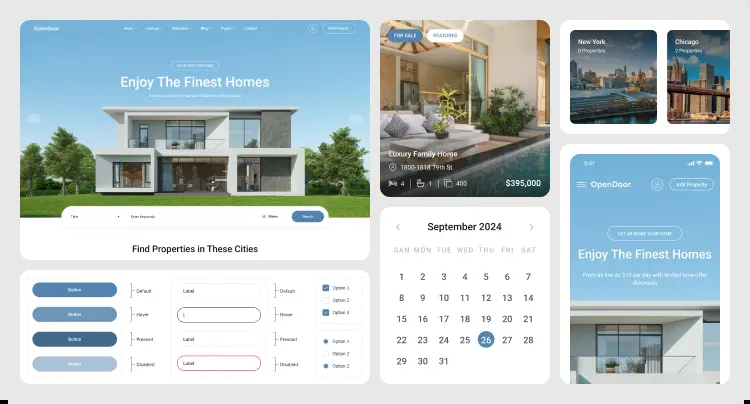 OpenDoor
Home
Listings
Members
Blog
Pages
Contact
Add Property
LET US GUIDE YOUR HOME
Enjoy The Finest Homes
Type
Enter Keywords
Filters
Search
Find Properties in These Cities
FOR SALE
FEATURED
Luxury Family Home
1800-1818 79th St
4
1
400
$395,000
New York
8 Properties
Chicago
2 Properties
September 2024
SAN MON TUE WED THU FRI SAT
1 2 3 4 5 6 7
8 9 10 11 12 13 14
15 16 17 18 19 20 21
22 23 24 25 26 27 28
29 30 31
9:41
OpenDoor
Add Property
LET US GUIDE YOUR HOME
Enjoy The Finest Homes
From as low as $10 per day with limited time offer
discounts
Button
Default
Label
Default
Option 1
Option 2
Option 3
Button
Hover
Hover
Button
Pressed
Label
Pressed
Option 1
Option 2
Option 3
Button
Disabled
Label
Disabled